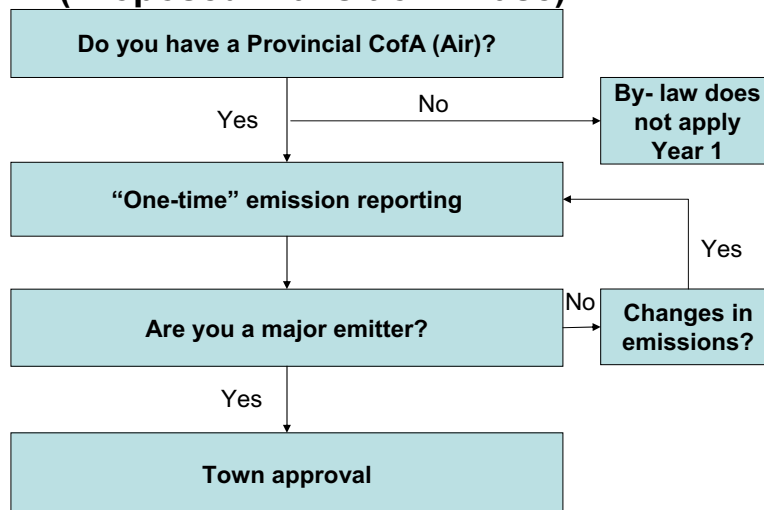 Do you have a Provincial CofA (Air)?
No
Yes
By- law does
not apply
Year 1
“One-time” emission reporting
Yes
Are you a major emitter?
No
Changes in
emissions?
Yes
Town approval